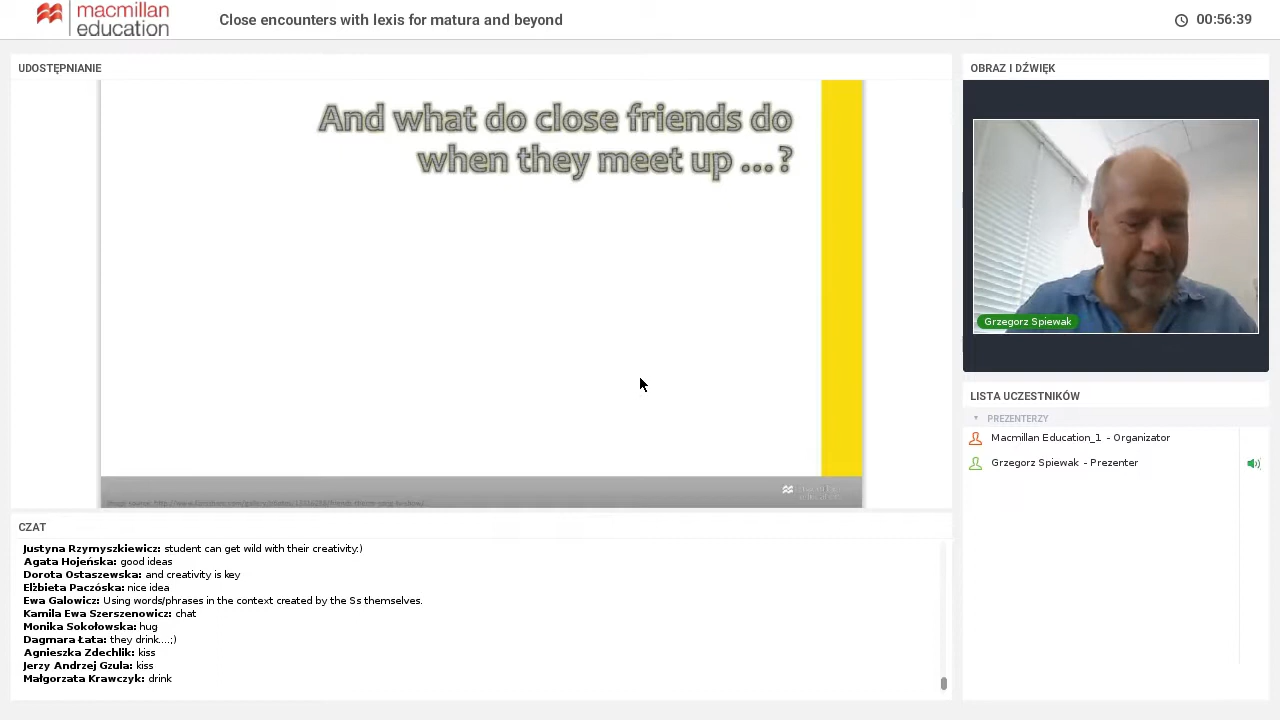 macmillan
education
Close encounters with lexis for matura and beyond
00:56:39
UDOSTĘPNIANIE
And what do close friends do
when they meet up ...?
CZAT
Justyna Rzymyszkiewicz: student can get wild with their creativity:)
Agata Hojeńska: good ideas
Dorota Ostaszewska: and creativity is key
Elżbieta Paczóska: nice idea
Ewa Galowicz: Using words/phrases in the context created by the Ss themselves.
Kamila Ewa Szerszenowicz: chat
Monika Sokołowska: hug
Dagmara Łata: they drink....;)
Agnieszka Zdechlik: kiss
Jerzy Andrzej Gzula: kiss
Małgorzata Krawczyk: drink
OBRAZ I DŹWIĘK
Grzegorz Spiewak
LISTA UCZESTNIKÓW
PREZENTERZY
Macmillan Education_1 - Organizator
Grzegorz Spiewak - Prezenter